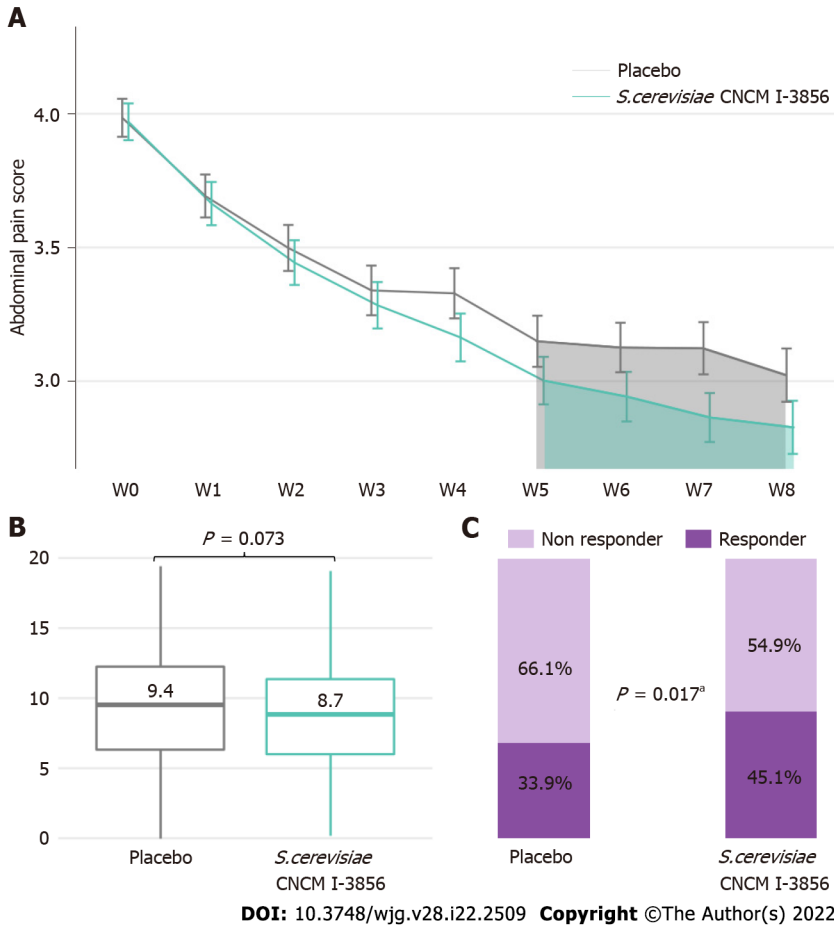 A
Placebo
S.cerevisiae CNCM I-3856
Abdominal pain score
4.0
3.5
3.0
W0 W1 W2 W3 W4 W5 W6 W7 W8
B
P = 0.073
20
15
10
5
0
9.4
8.7
Placebo
S.cerevisiae
CNCM I-3856
C
Non responder Responder
66.1%
54.9%
P = 0.017ᵃ
33.9%
45.1%
Placebo
S.cerevisiae
CNCM I-3856
DOI: 10.3748/wjg.v28.i22.2509 Copyright ©The Author(s) 2022